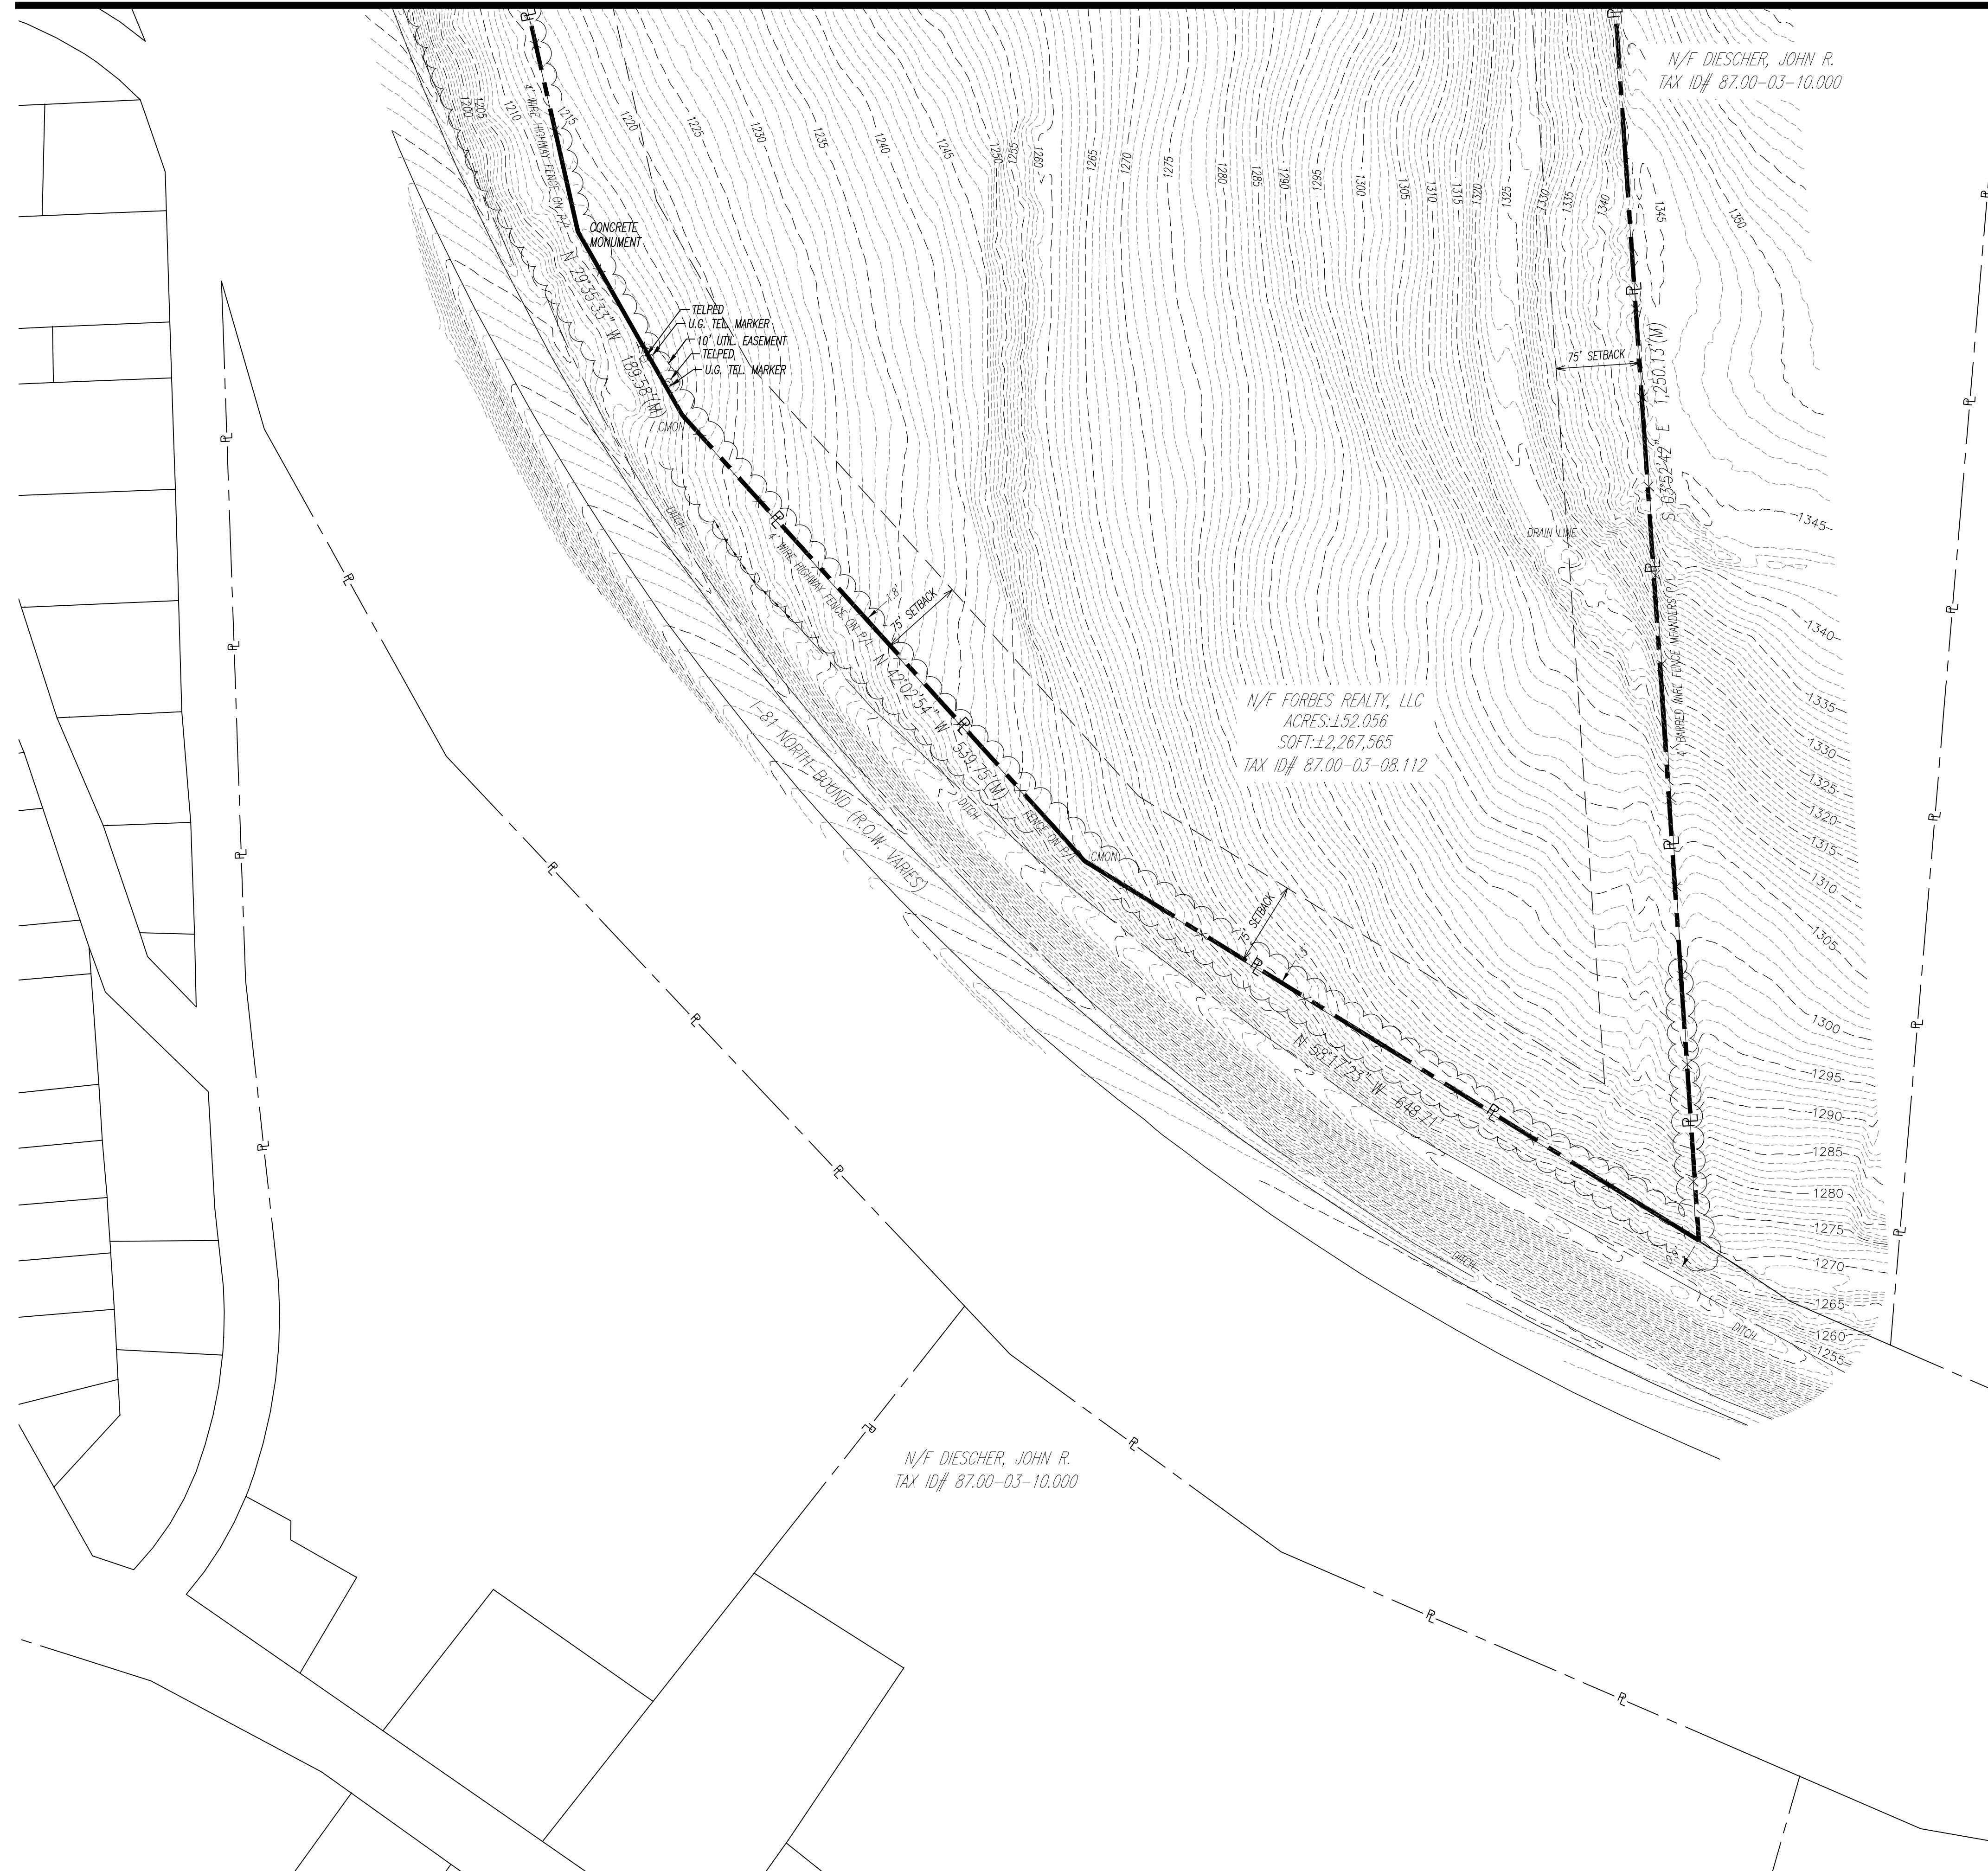 N/F DIESCHER, JOHN R.
TAX ID# 87.00-03-10.000
1200
1205
1210
1215
1220
1225
1230
1235
1240
1245
1250
1255
1260
1265
1270
1275
1280
1285
1290
1295
1300
1305
1310
1315
1320
1325
1330
1335
1340
1345
1350
4' WIRE HIGHWAY FENCE ON P/L
CONCRETE
MONUMENT
N 29°35'33" W 189.58'(M)
TELPED
U.G. TEL. MARKER
10' UTIL. EASEMENT
TELPED
U.G. TEL. MARKER
CMON
75' SETBACK
S 03°52'42" E 1,250.13'(M)
DITCH
4' WIRE HIGHWAY FENCE ON P/L
1.8'
75' SETBACK
DRAIN LINE
4' BARBED WIRE FENCE MEANDERS P/L
N 42°02'54" W 539.75'(M)
I-81 NORTH-BOUND (R.O.W. VARIES)
DITCH
FENCE ON P/L
CMON
N/F FORBES REALTY, LLC
ACRES:±52.056
SQFT:±2,267,565
TAX ID# 87.00-03-08.112
75' SETBACK
N 58°17'23" W 648.71'
1345
1340
1335
1330
1325
1320
1315
1310
1305
1300
1295
1290
1285
1280
1275
1270
1265
1260
1255
DITCH
DITCH
N/F DIESCHER, JOHN R.
TAX ID# 87.00-03-10.000